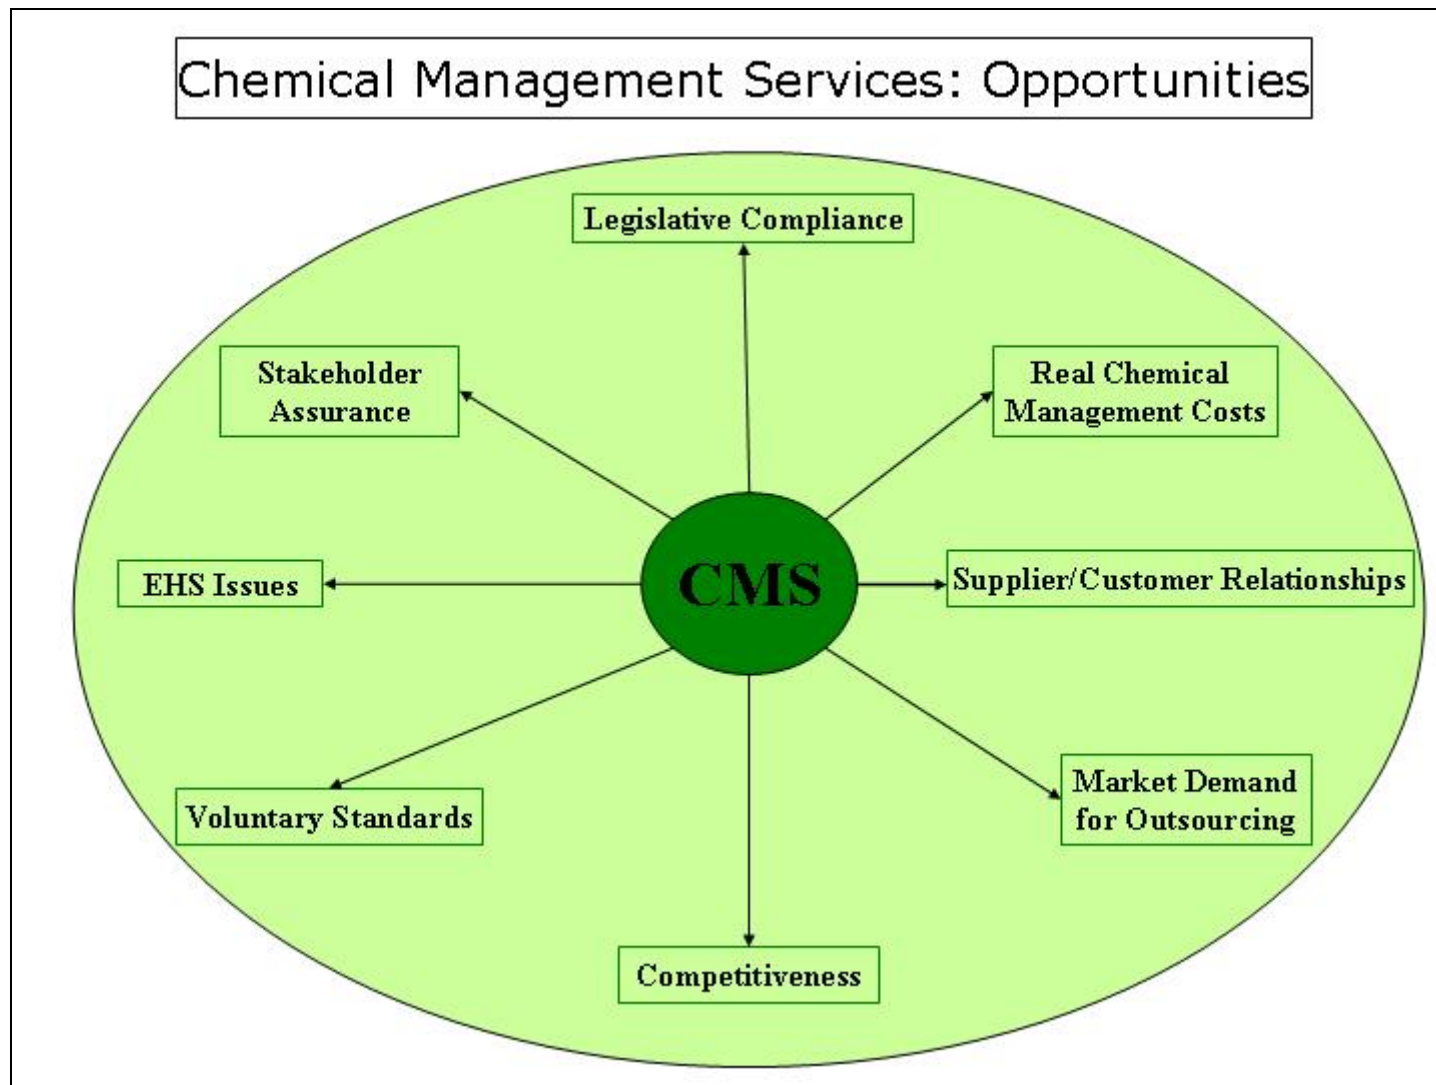 Chemical Management Services: Opportunities
Legislative Compliance
Stakeholder
Assurance
Real Chemical
Management Costs
EHS Issues
CMS
Supplier/Customer Relationships
Voluntary Standards
Market Demand
for Outsourcing
Competitiveness